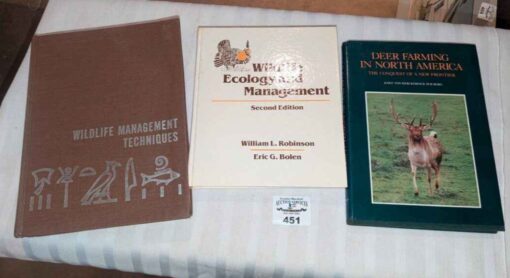 WILDLIFE MANAGEMENT
TECHNIQUES
Wildlife
Ecology and
Management
Second Edition
William L. Robinson
Eric G. Bolen
DEER FARMING
IN NORTH AMERICA
THE CONQUEST OF A NEW FRONTIER
451